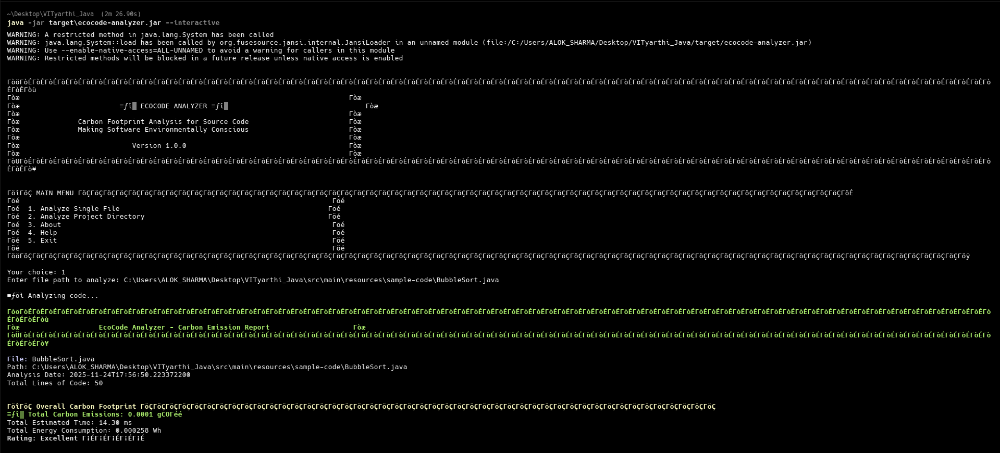 ~\Desktop\VITyarthi_Java (2m 26.90s)
java -jar target\ecocode-analyzer.jar --interactive
WARNING: A restricted method in java.lang.System has been called
WARNING: java.lang.System::load has been called by org.fusesource.jansi.internal.JansiLoader in an unnamed module (file:/C:/Users/ALOK_SHARMA/Desktop/VITyarthi_Java/target/ecocode-analyzer.jar)
WARNING: Use --enable-native-access=ALL-UNNAMED to avoid a warning for callers in this module
WARNING: Restricted methods will be blocked in a future release unless native access is enabled
ÉΓòÉΓòù
Γòæ Γòæ
Γòæ ≡ƒî ECOCODE ANALYZER ≡ƒî Γòæ
Γòæ Γòæ
Γòæ Carbon Footprint Analysis for Source Code Γòæ
Γòæ Making Software Environmentally Conscious Γòæ
Γòæ Γòæ
Γòæ Version 1.0.0 Γòæ
Γòæ Γòæ
ÉΓòÉΓò¥
ΓöîΓöÇ MAIN MENU
Γöé Γöé
Γöé 1. Analyze Single File Γöé
Γöé 2. Analyze Project Directory Γöé
Γöé 3. About Γöé
Γöé 4. Help Γöé
Γöé 5. Exit Γöé
Γöé Γöé
Your choice: 1
Enter file path to analyze: C:\Users\ALOK_SHARMA\Desktop\VITyarthi_Java\src\main\resources\sample-code\BubbleSort.java
≡ƒöì Analyzing code...
ÉΓòÉΓòÉΓòù
Γòæ EcoCode Analyzer - Carbon Emission Report Γòæ
ÉΓòÉΓòÉΓò¥
File: BubbleSort.java
Path: C:\Users\ALOK_SHARMA\Desktop\VITyarthi_Java\src\main\resources\sample-code\BubbleSort.java
Analysis Date: 2025-11-24T17:56:50.223372200
Total Lines of Code: 50
ΓöîΓöÇ Overall Carbon Footprint
≡ƒî Total Carbon Emissions: 0.0001 gCOΓéé
Total Estimated Time: 14.30 ms
Total Energy Consumption: 0.000258 Wh
Rating: Excellent Γ¡ÉΓ¡ÉΓ¡ÉΓ¡ÉΓ¡É